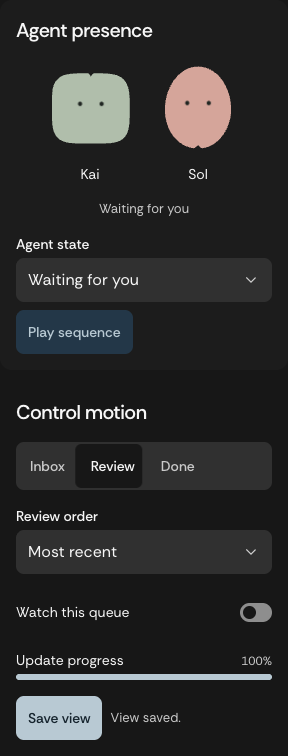 Agent presence
Kai Sol
Waiting for you
Agent state
Waiting for you
Play sequence
Control motion
Inbox Review Done
Review order
Most recent
Watch this queue
Update progress 100%
Save view View saved.